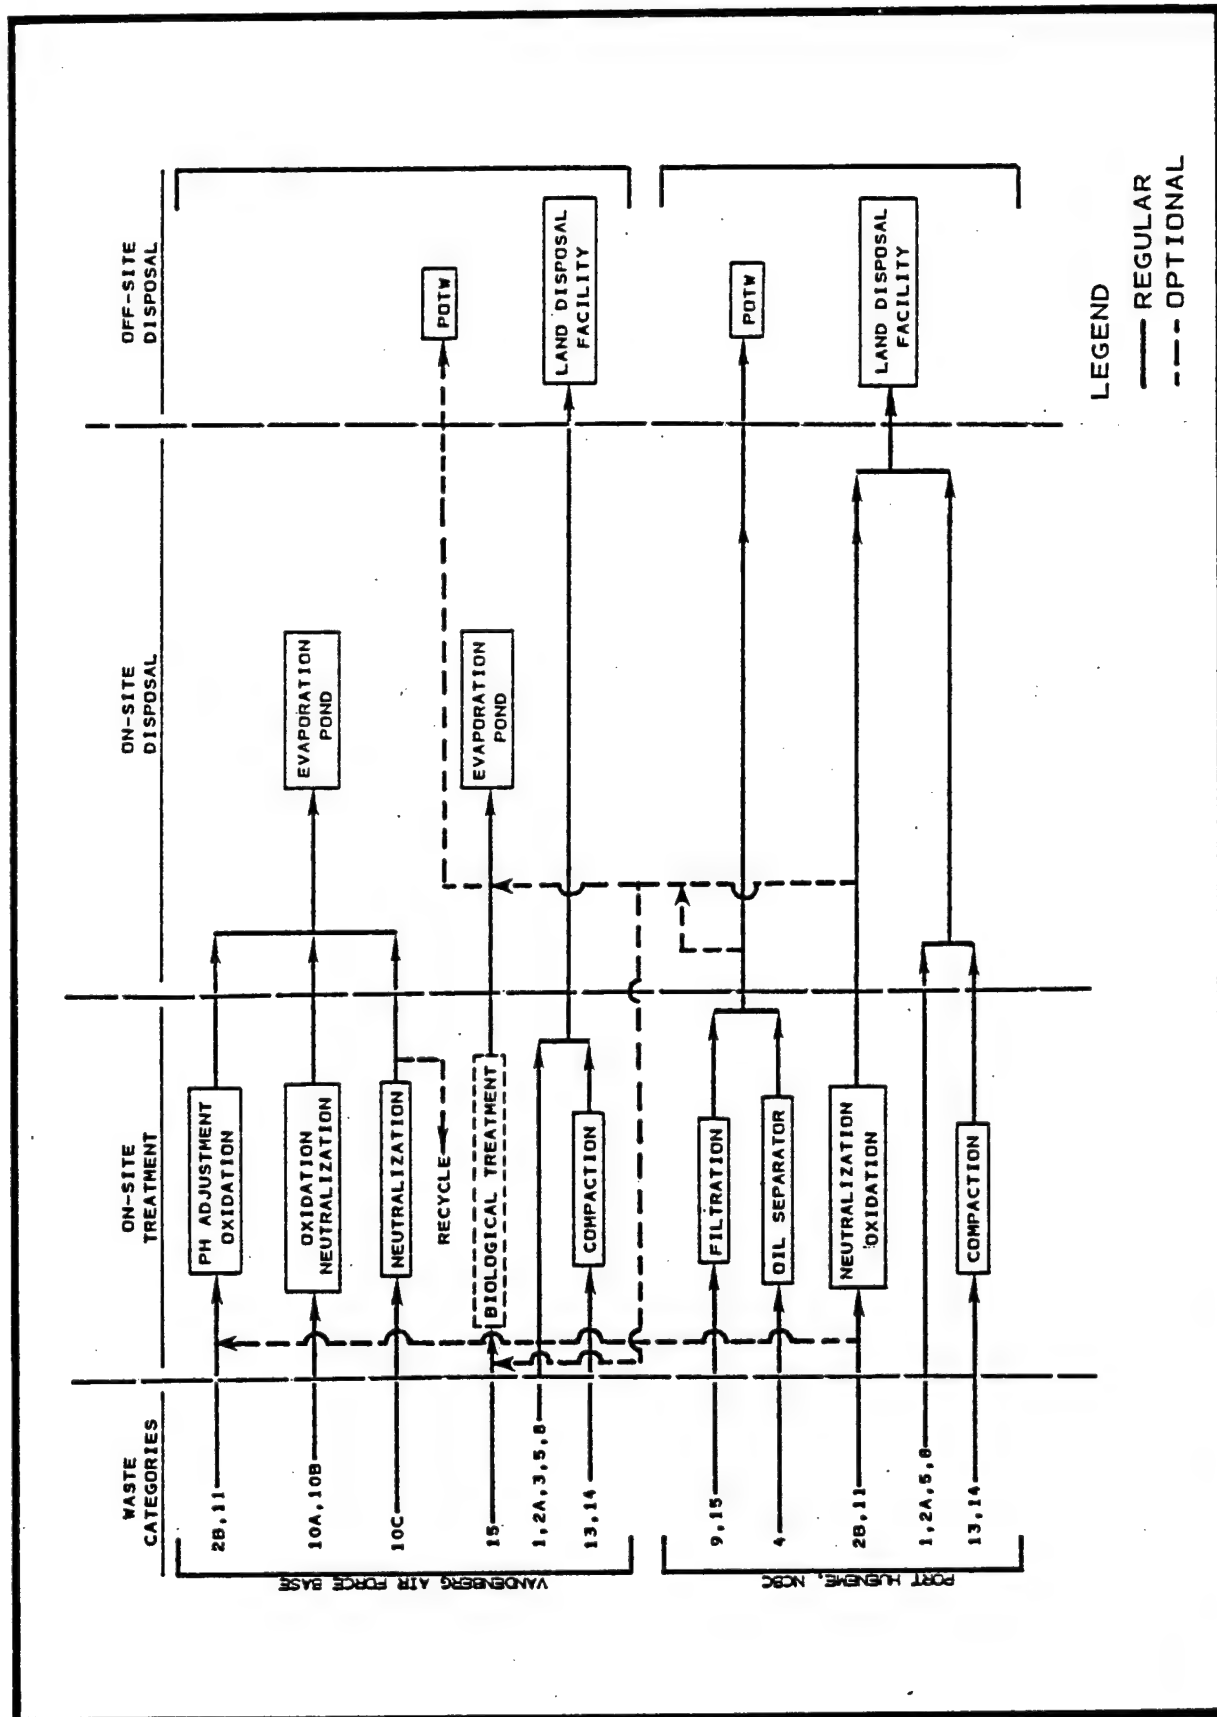 WASTE
CATEGORIES
ON-SITE
TREATMENT
ON-SITE
DISPOSAL
OFF-SITE
DISPOSAL
VANDENBERG AIR FORCE BASE
2B,11
PH ADJUSTMENT
OXIDATION
10A,10B
OXIDATION
NEUTRALIZATION
EVAPORATION
POND
10C
NEUTRALIZATION
RECYCLE
POTW
15
BIOLOGICAL TREATMENT
EVAPORATION
POND
1,2A,3,5,8
LAND DISPOSAL
FACILITY
13,14
COMPACTION
PORT HUENEME, NCBC
9,15
FILTRATION
POTW
4
OIL SEPARATOR
2B,11
NEUTRALIZATION
OXIDATION
LAND DISPOSAL
FACILITY
1,2A,5,8
13,14
COMPACTION
LEGEND
REGULAR
OPTIONAL